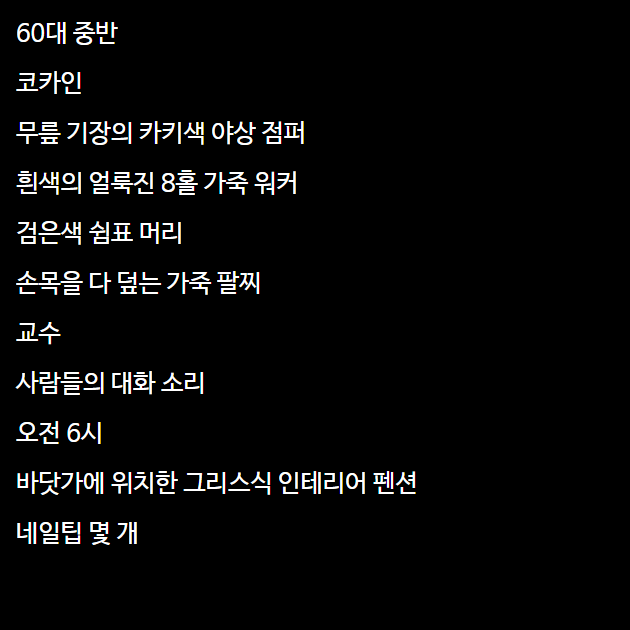 60대 중반
코카인
무릎 기장의 카키색 야상 점퍼
흰색의 얼룩진 8홀 가죽 워커
검은색 쉼표 머리
손목을 다 덮는 가죽 팔찌
교수
사람들의 대화 소리
오전 6시
바닷가에 위치한 그리스식 인테리어 펜션
네일팁 몇 개